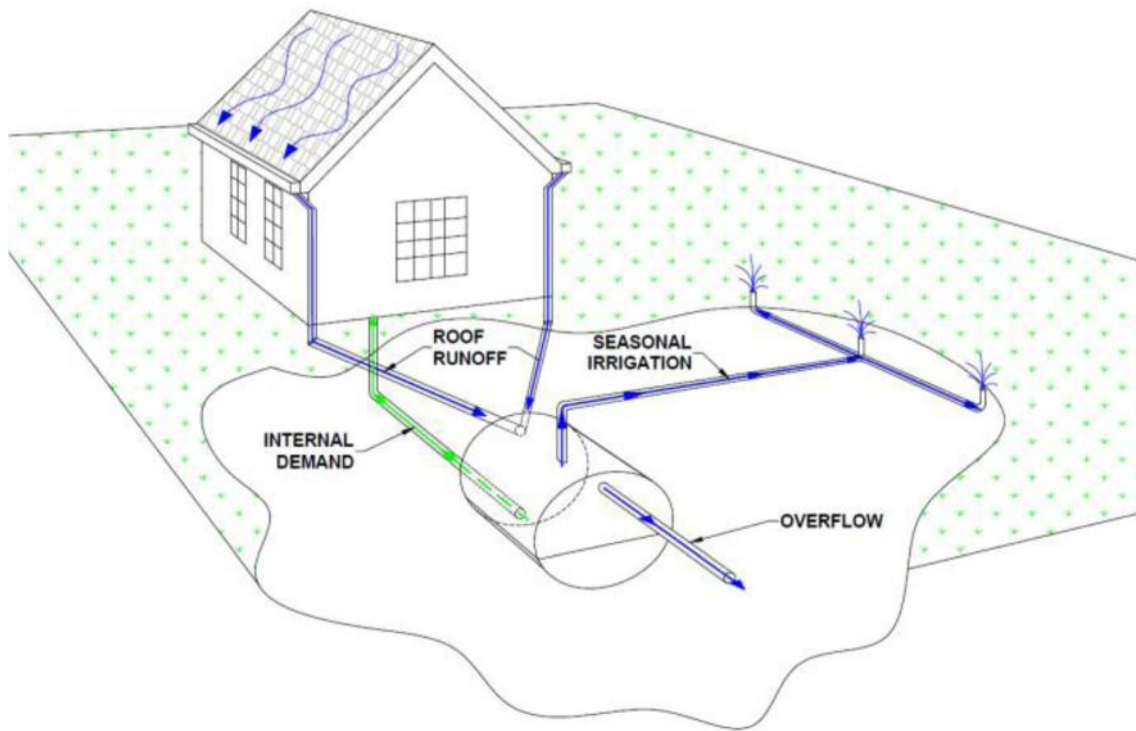 ROOF
RUNOFF
SEASONAL
IRRIGATION
INTERNAL
DEMAND
OVERFLOW